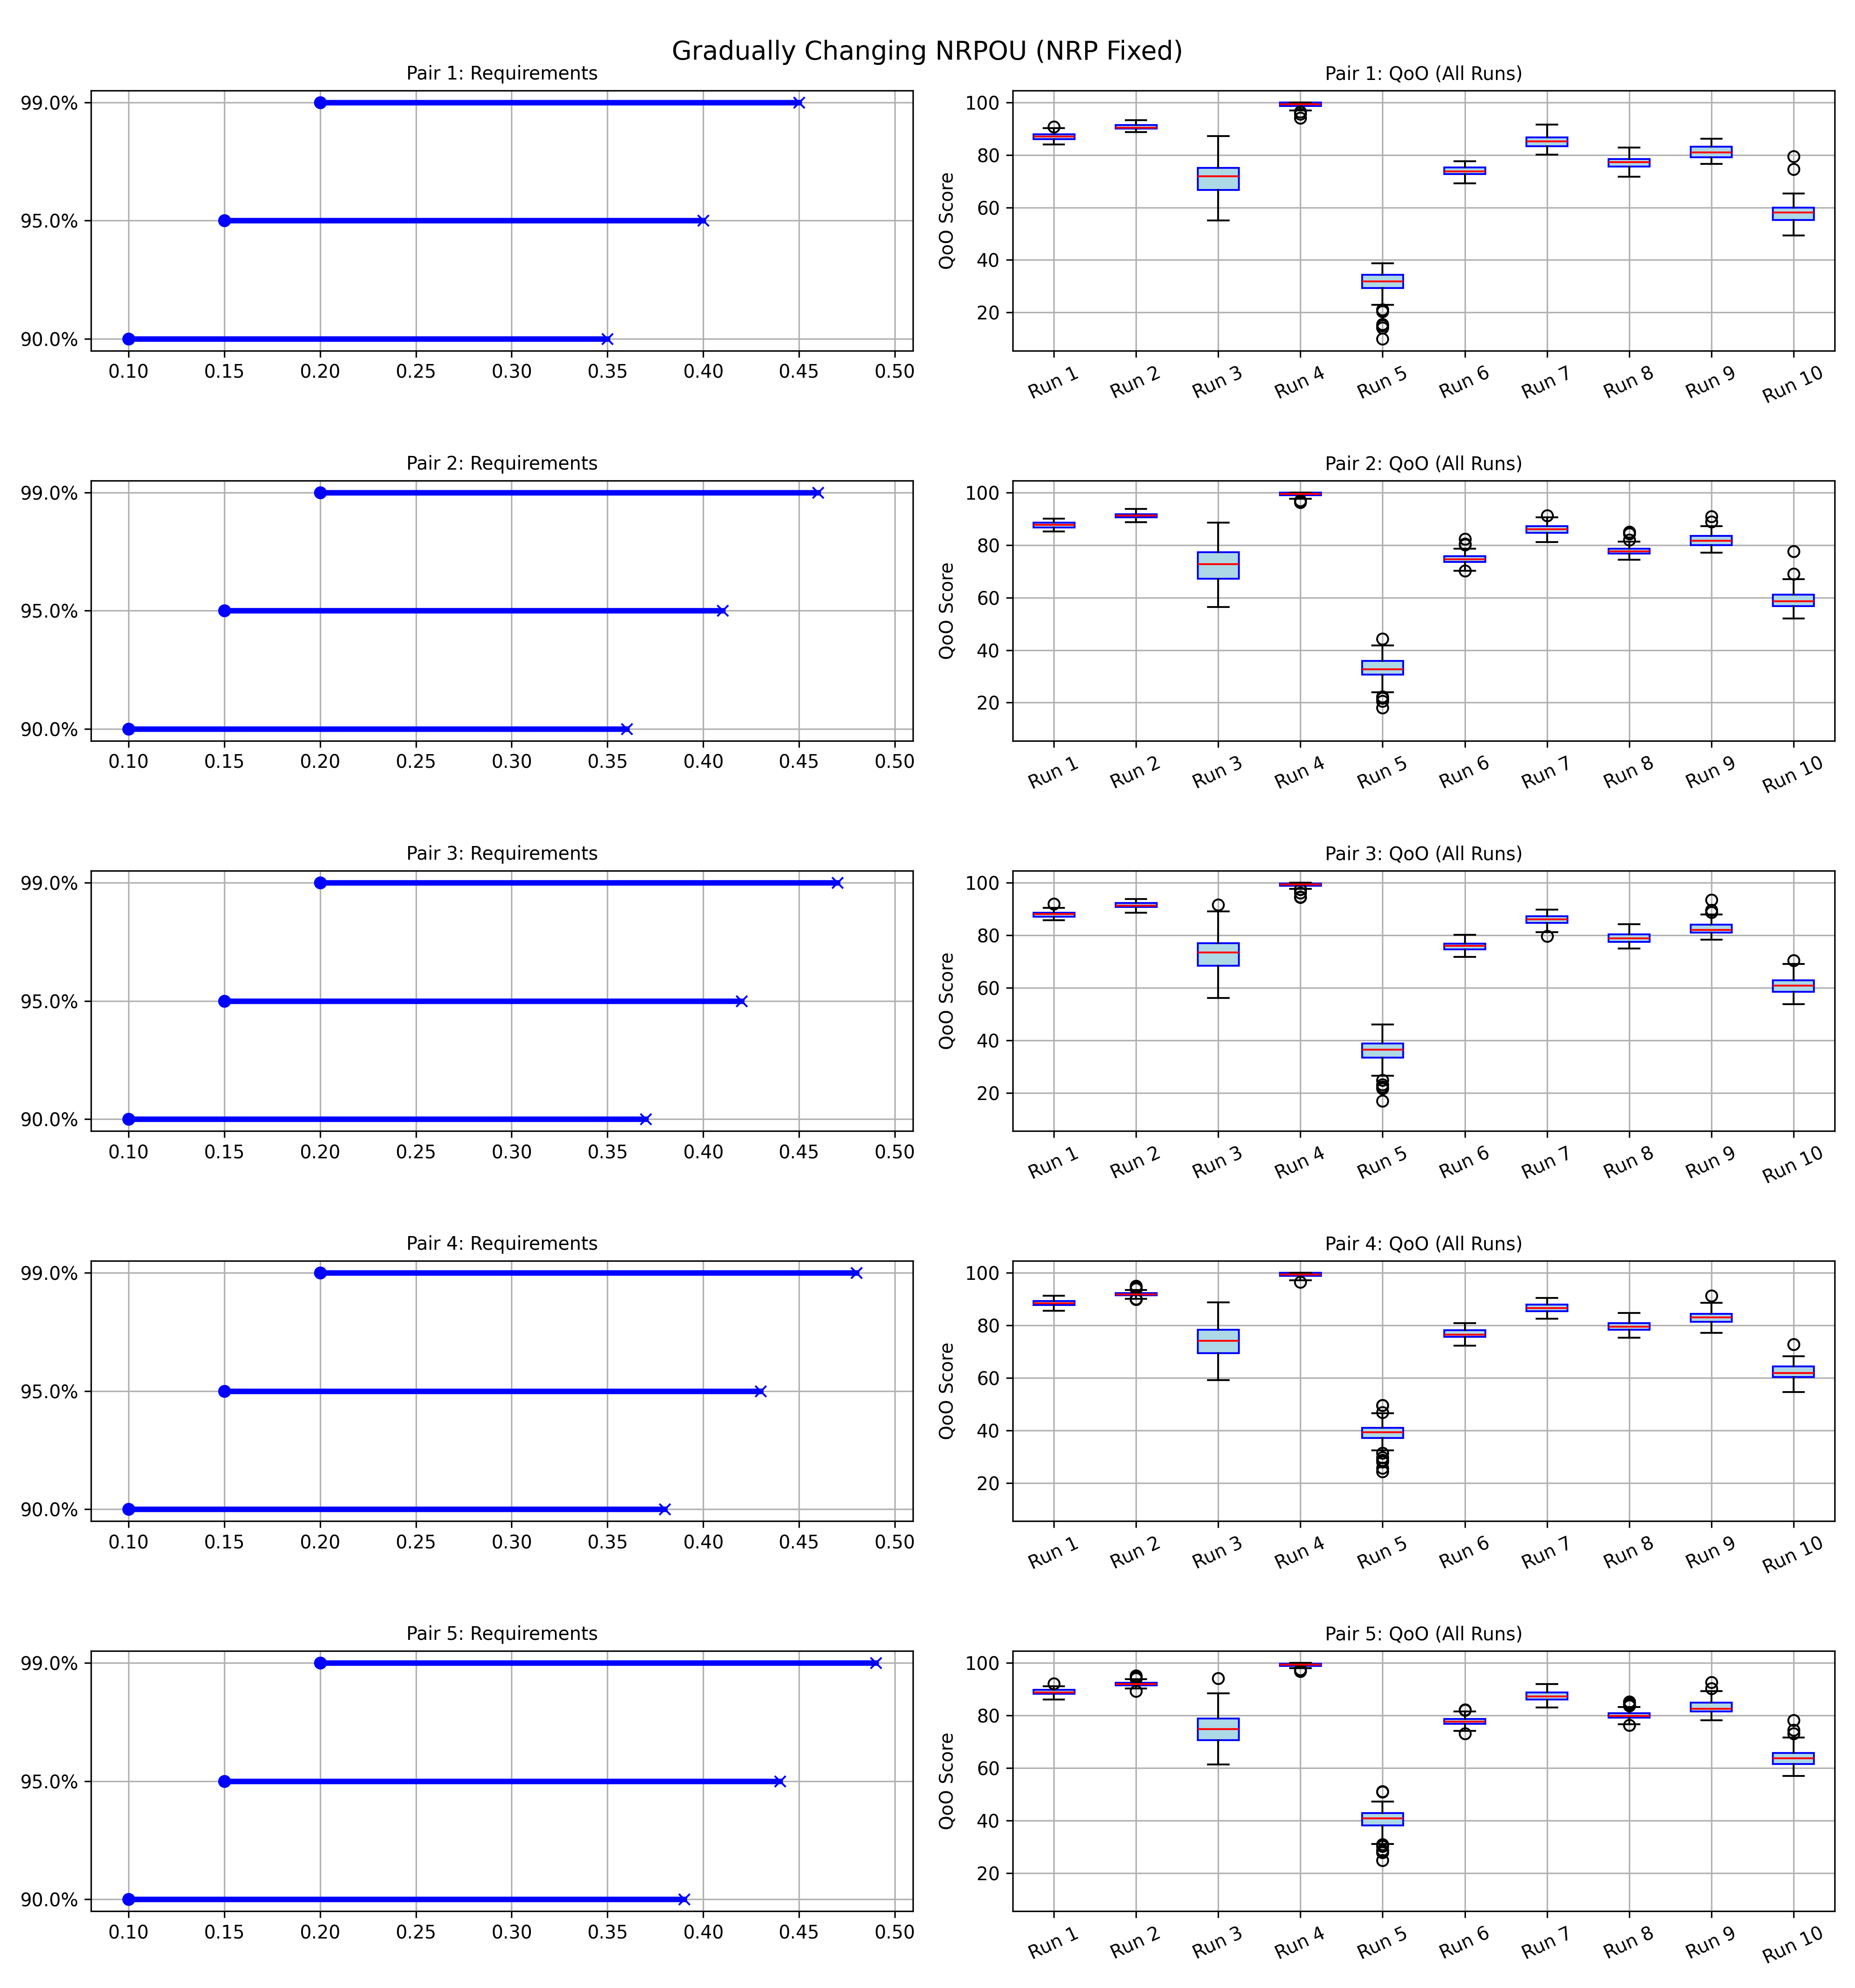 Gradually Changing NRPOU (NRP Fixed)
Pair 1: Requirements
99.0%
95.0%
90.0%
0.10 0.15 0.20 0.25 0.30 0.35 0.40 0.45 0.50
Pair 1: QoO (All Runs)
QoO Score
100
80
60
40
20
Run 1 Run 2 Run 3 Run 4 Run 5 Run 6 Run 7 Run 8 Run 9 Run 10
Pair 2: Requirements
99.0%
95.0%
90.0%
0.10 0.15 0.20 0.25 0.30 0.35 0.40 0.45 0.50
Pair 2: QoO (All Runs)
QoO Score
100
80
60
40
20
Run 1 Run 2 Run 3 Run 4 Run 5 Run 6 Run 7 Run 8 Run 9 Run 10
Pair 3: Requirements
99.0%
95.0%
90.0%
0.10 0.15 0.20 0.25 0.30 0.35 0.40 0.45 0.50
Pair 3: QoO (All Runs)
QoO Score
100
80
60
40
20
Run 1 Run 2 Run 3 Run 4 Run 5 Run 6 Run 7 Run 8 Run 9 Run 10
Pair 4: Requirements
99.0%
95.0%
90.0%
0.10 0.15 0.20 0.25 0.30 0.35 0.40 0.45 0.50
Pair 4: QoO (All Runs)
QoO Score
100
80
60
40
20
Run 1 Run 2 Run 3 Run 4 Run 5 Run 6 Run 7 Run 8 Run 9 Run 10
Pair 5: Requirements
99.0%
95.0%
90.0%
0.10 0.15 0.20 0.25 0.30 0.35 0.40 0.45 0.50
Pair 5: QoO (All Runs)
QoO Score
100
80
60
40
20
Run 1 Run 2 Run 3 Run 4 Run 5 Run 6 Run 7 Run 8 Run 9 Run 10